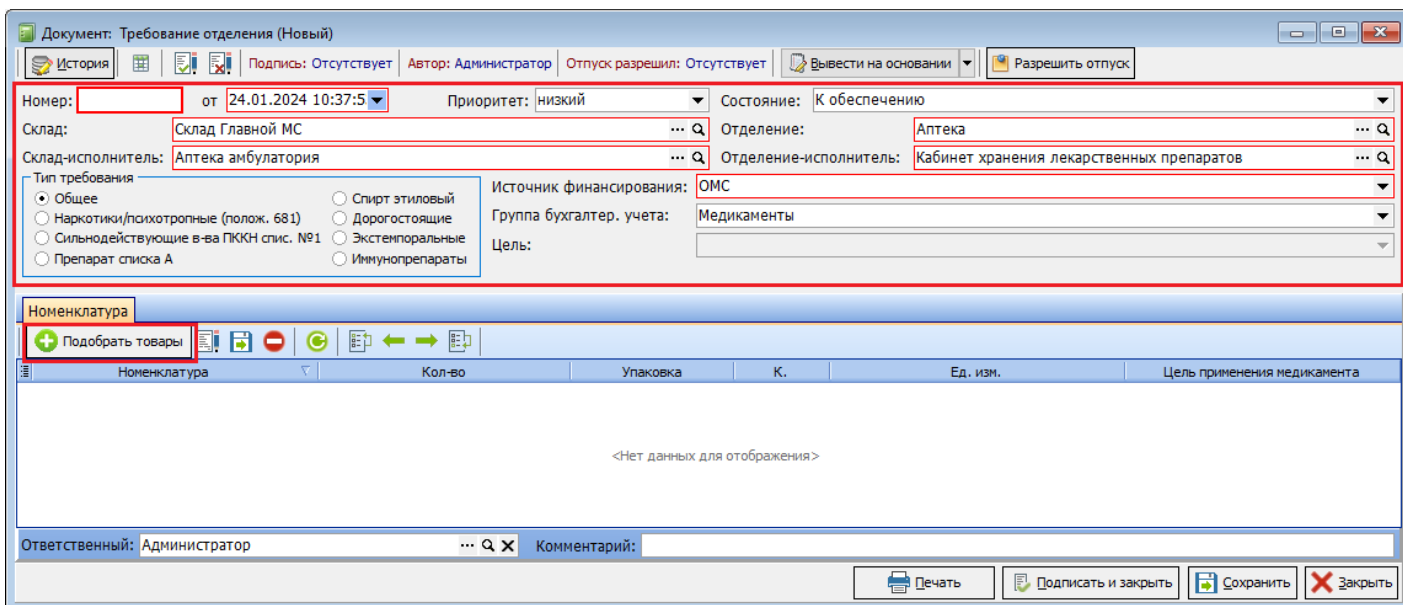 Документ: Требование отделения (Новый)
История Подпись: Отсутствует Автор: Администратор Отпуск разрешил: Отсутствует Вывести на основании Разрешить отпуск
Номер: от 24.01.2024 10:37:5 Приоритет: низкий Состояние: К обеспечению
Склад: Склад Главной МС Отделение: Аптека
Склад-исполнитель: Аптека амбулатория Отделение-исполнитель: Кабинет хранения лекарственных препаратов
Тип требования
Источник финансирования: ОМС
Общее Спирт этиловый
Наркотики/психотропные (полож. 681) Дорогостоящие Группа бухгалтер. учета: Медикаменты
Сильнодействующие в-ва ПККН спис. №1 Экстемпоральные Цель:
Препарат списка А Иммунопрепараты
Номенклатура
Подобрать товары
Номенклатура Кол-во Упаковка К. Ед. изм. Цель применения медикамента
<Нет данных для отображения>
Ответственный: Администратор Комментарий:
Печать Подписать и закрыть Сохранить Закрыть